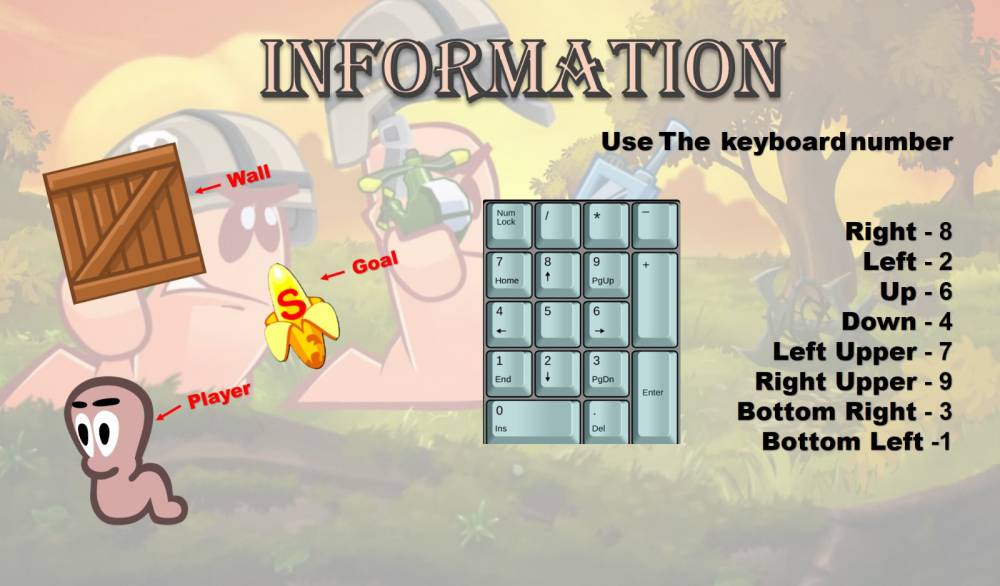 INFORMATION
Use The keyboard number
Wall
Goal
S
Player
Num Lock
/
*
–
7 Home
8 ↑
9 PgUp
+
4 ←
5
6 →
1 End
2 ↓
3 PgDn
Enter
0 Ins
. Del
Right - 8
Left - 2
Up - 6
Down - 4
Left Upper - 7
Right Upper - 9
Bottom Right - 3
Bottom Left -1